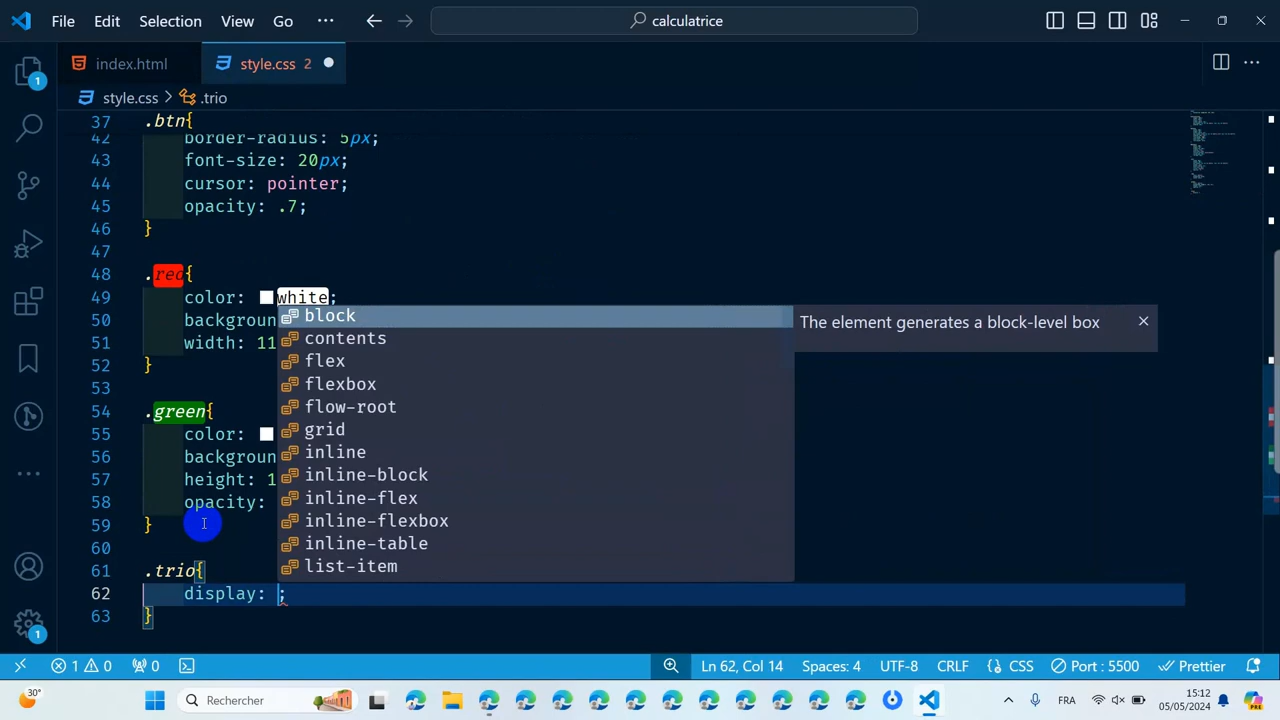 File Edit Selection View Go ··· calculatrice
index.html style.css 2
style.css > .trio
37 .btn{
42 border-radius: 5px;
43 font-size: 20px;
44 cursor: pointer;
45 opacity: .7;
46 }
47
48 .red{
49 color: white;
50 backgroun
51 width: 11
52 }
53
54 .green{
55 color:
56 backgroun
57 height: 1
58 opacity:
59 }
60
61 .trio{
62 display: ;
63 }
block
contents
flex
flexbox
flow-root
grid
inline
inline-block
inline-flex
inline-flexbox
inline-table
list-item
The element generates a block-level box
1
1
1 0 0 Ln 62, Col 14 Spaces: 4 UTF-8 CRLF {} CSS Port : 5500 Prettier
30° Rechercher FRA 15:12
05/05/2024
PRE